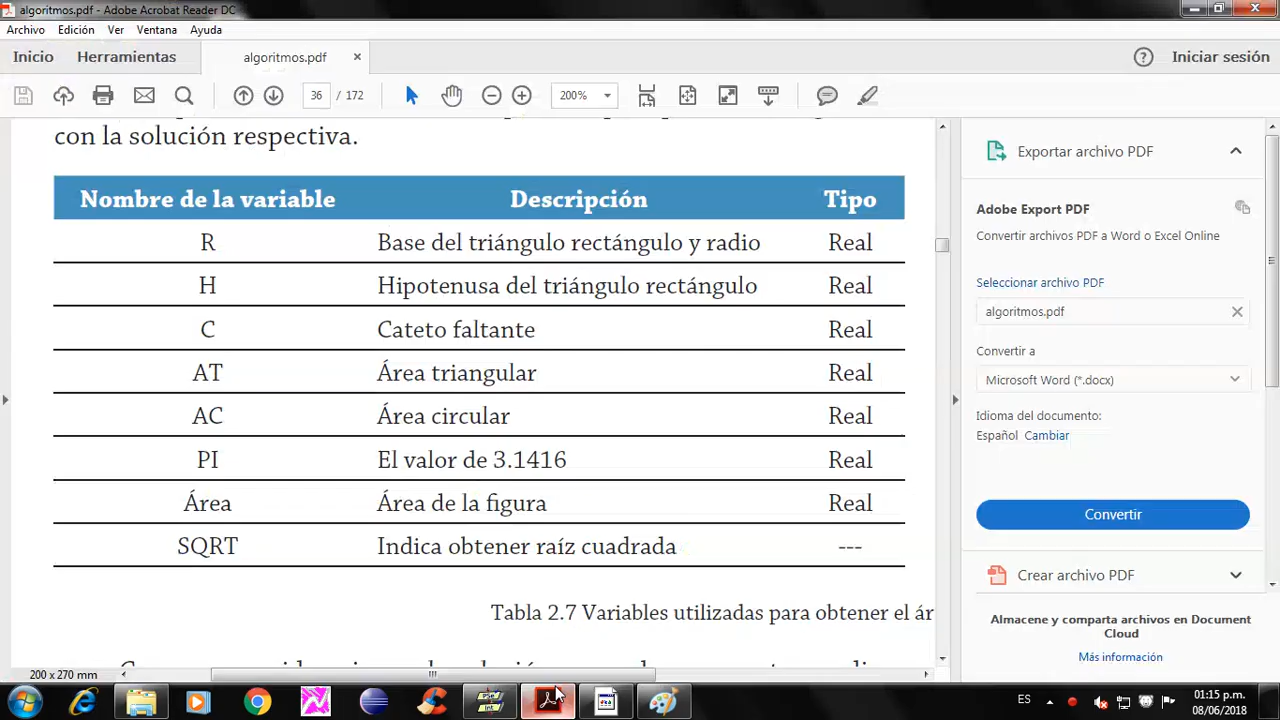 algoritmos.pdf - Adobe Acrobat Reader DC
Archivo Edición Ver Ventana Ayuda
Inicio Herramientas algoritmos.pdf × Iniciar sesión
36 / 172 200%
con la solución respectiva.
Nombre de la variable Descripción Tipo
R Base del triángulo rectángulo y radio Real
H Hipotenusa del triángulo rectángulo Real
C Cateto faltante Real
AT Área triangular Real
AC Área circular Real
PI El valor de 3.1416 Real
Área Área de la figura Real
SQRT Indica obtener raíz cuadrada ---
Tabla 2.7 Variables utilizadas para obtener el ár
200 x 270 mm
Exportar archivo PDF
Adobe Export PDF
Convertir archivos PDF a Word o Excel Online
Seleccionar archivo PDF
algoritmos.pdf
Convertir a
Microsoft Word (*.docx)
Idioma del documento:
Español Cambiar
Convertir
Crear archivo PDF
Almacene y comparta archivos en Document
Cloud
Más información
ES
01:15 p.m.
08/06/2018